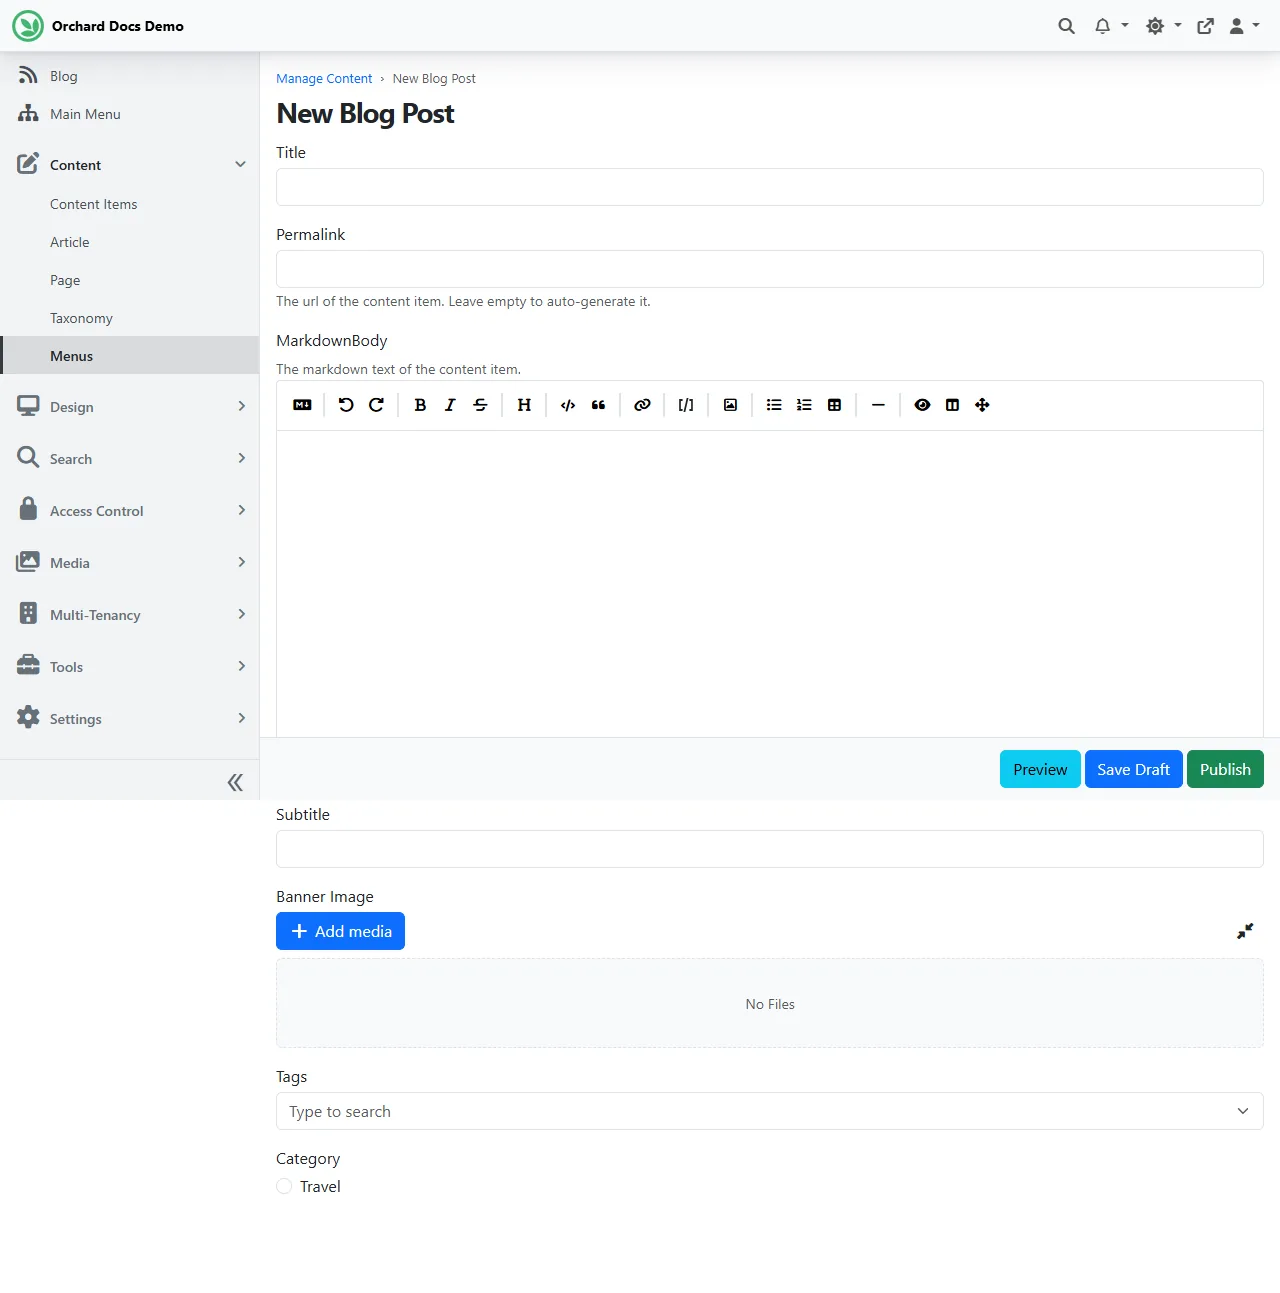 Orchard Docs Demo
Blog
Main Menu
Content
Content Items
Article
Page
Taxonomy
Menus
Design
Search
Access Control
Media
Multi-Tenancy
Tools
Settings
Manage Content › New Blog Post
New Blog Post
Title
Permalink
The url of the content item. Leave empty to auto-generate it.
MarkdownBody
The markdown text of the content item.
Preview Save Draft Publish
Subtitle
Banner Image
Add media
No Files
Tags
Type to search
Category
Travel